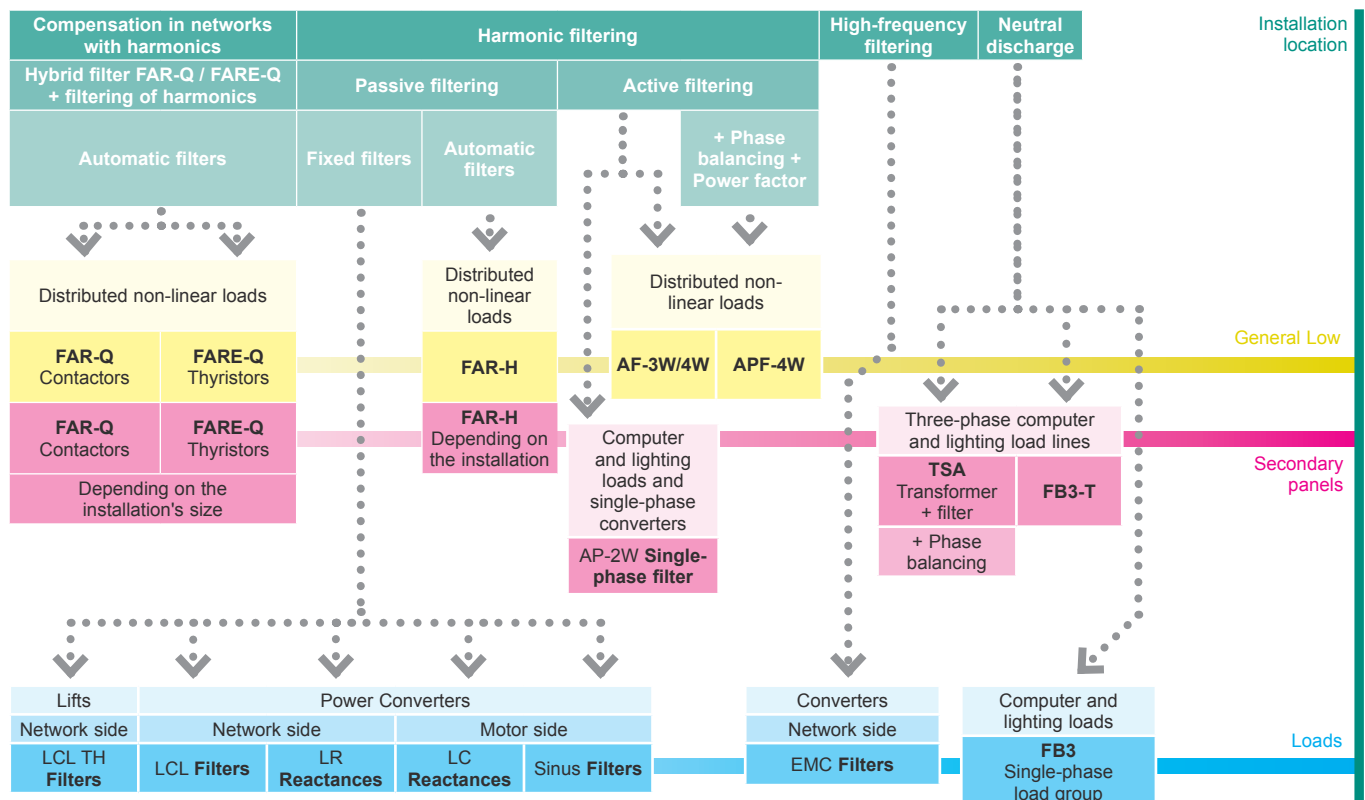 Compensation in networks
with harmonics
Harmonic filtering
High-frequency
filtering
Neutral
discharge
Installation
location
Hybrid filter FAR-Q / FARE-Q
+ filtering of harmonics
Passive filtering
Active filtering
Automatic filters
Fixed filters
Automatic
filters
+ Phase
balancing +
Power factor
Distributed non-linear loads
Distributed
non-linear
loads
Distributed non-
linear loads
General Low
FAR-Q
Contactors
FARE-Q
Thyristors
FAR-H
AF-3W/4W
APF-4W
FAR-Q
Contactors
FARE-Q
Thyristors
FAR-H
Depending on
the installation
Depending on the
installation's size
Computer
and lighting
loads and
single-phase
converters
AP-2W Single-
phase filter
Three-phase computer
and lighting load lines
TSA
Transformer
+ filter
FB3-T
+ Phase
balancing
Secondary
panels
Lifts
Power Converters
Converters
Computer and
lighting loads
Network side
Network side
Motor side
Network side
LCL TH
Filters
LCL Filters
LR
Reactances
LC
Reactances
Sinus Filters
EMC Filters
FB3
Single-phase
load group
Loads